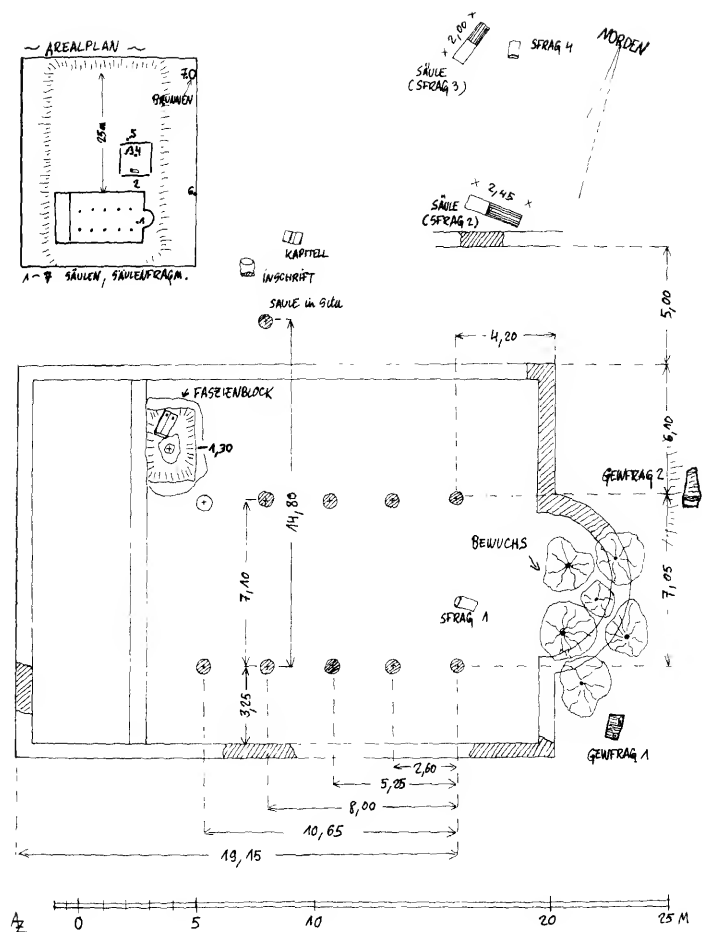 ~ AREALPLAN ~
7.
BRUNNEN
25m
5
3 4
2
6.
1
1-7 SÄULEN, SÄULENFRAGM.
2,00
SÄULE
(SFRAG 3)
SFRAG 4
NORDEN
2,45
SÄULE
(SFRAG 2)
KAPITELL
INSCHRIFT
SÄULE in Situ
5,00
4,20
FASZIENBLOCK
-1,30
6,10
GEWFRAG 2
14,80
7,10
BEWUCHS
7,05
SFRAG 1
3,25
GEWFRAG 1
2,60
5,25
8,00
10,65
19,15
AZ
0 5 10 20 25 M